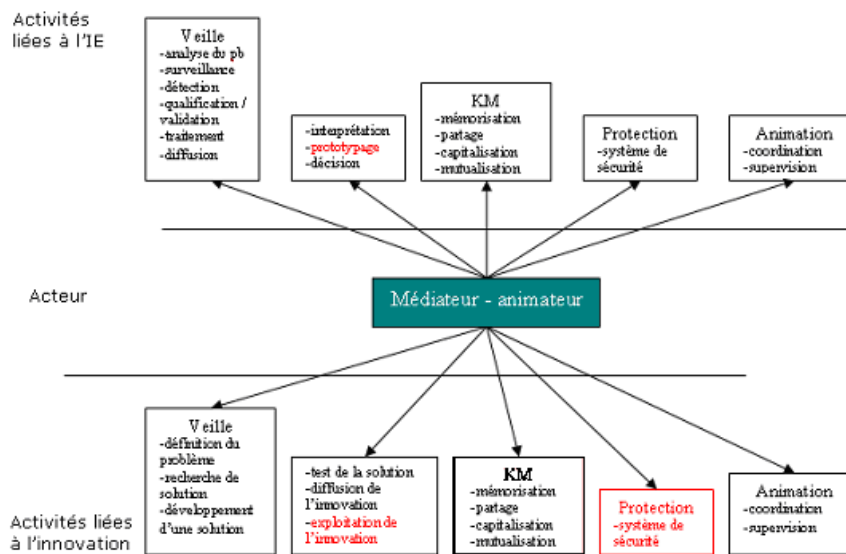 Activités
liées à l'IE
Veille
-analyse du pb
-surveillance
-détection
-qualification /
validation
-traitement
-diffusion
-interprétation
-prototypage
-décision
KM
-mémorisation
-partage
-capitalisation
-mutualisation
Protection
-système de
sécurité
Animation
-coordination
-supervision
Acteur
Médiateur - animateur
Veille
-définition du
problème
-recherche de
solution
-développement
d'une solution
-test de la solution
-diffusion de
l'innovation
-exploitation de
l'innovation
KM
-mémorisation
-partage
-capitalisation
-mutualisation
Protection
-système de
sécurité
Animation
-coordination
-supervision
Activités liées
à l'innovation